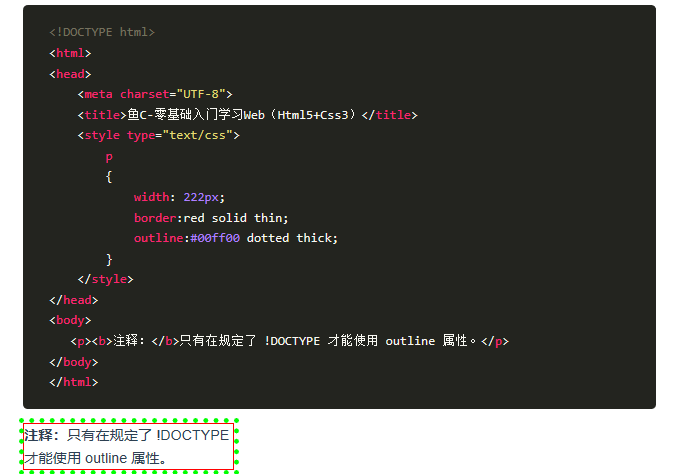 <!DOCTYPE html>
<html>
<head>
    <meta charset="UTF-8">
    <title>鱼C-零基础入门学习Web（Html5+Css3）</title>
    <style type="text/css">
        p
        {
            width: 222px;
            border:red solid thin;
            outline:#00ff00 dotted thick;
        }
    </style>
</head>
<body>
   <p><b>注释：</b>只有在规定了 !DOCTYPE 才能使用 outline 属性。</p>
</body>
</html>
注释：只有在规定了 !DOCTYPE
才能使用 outline 属性。